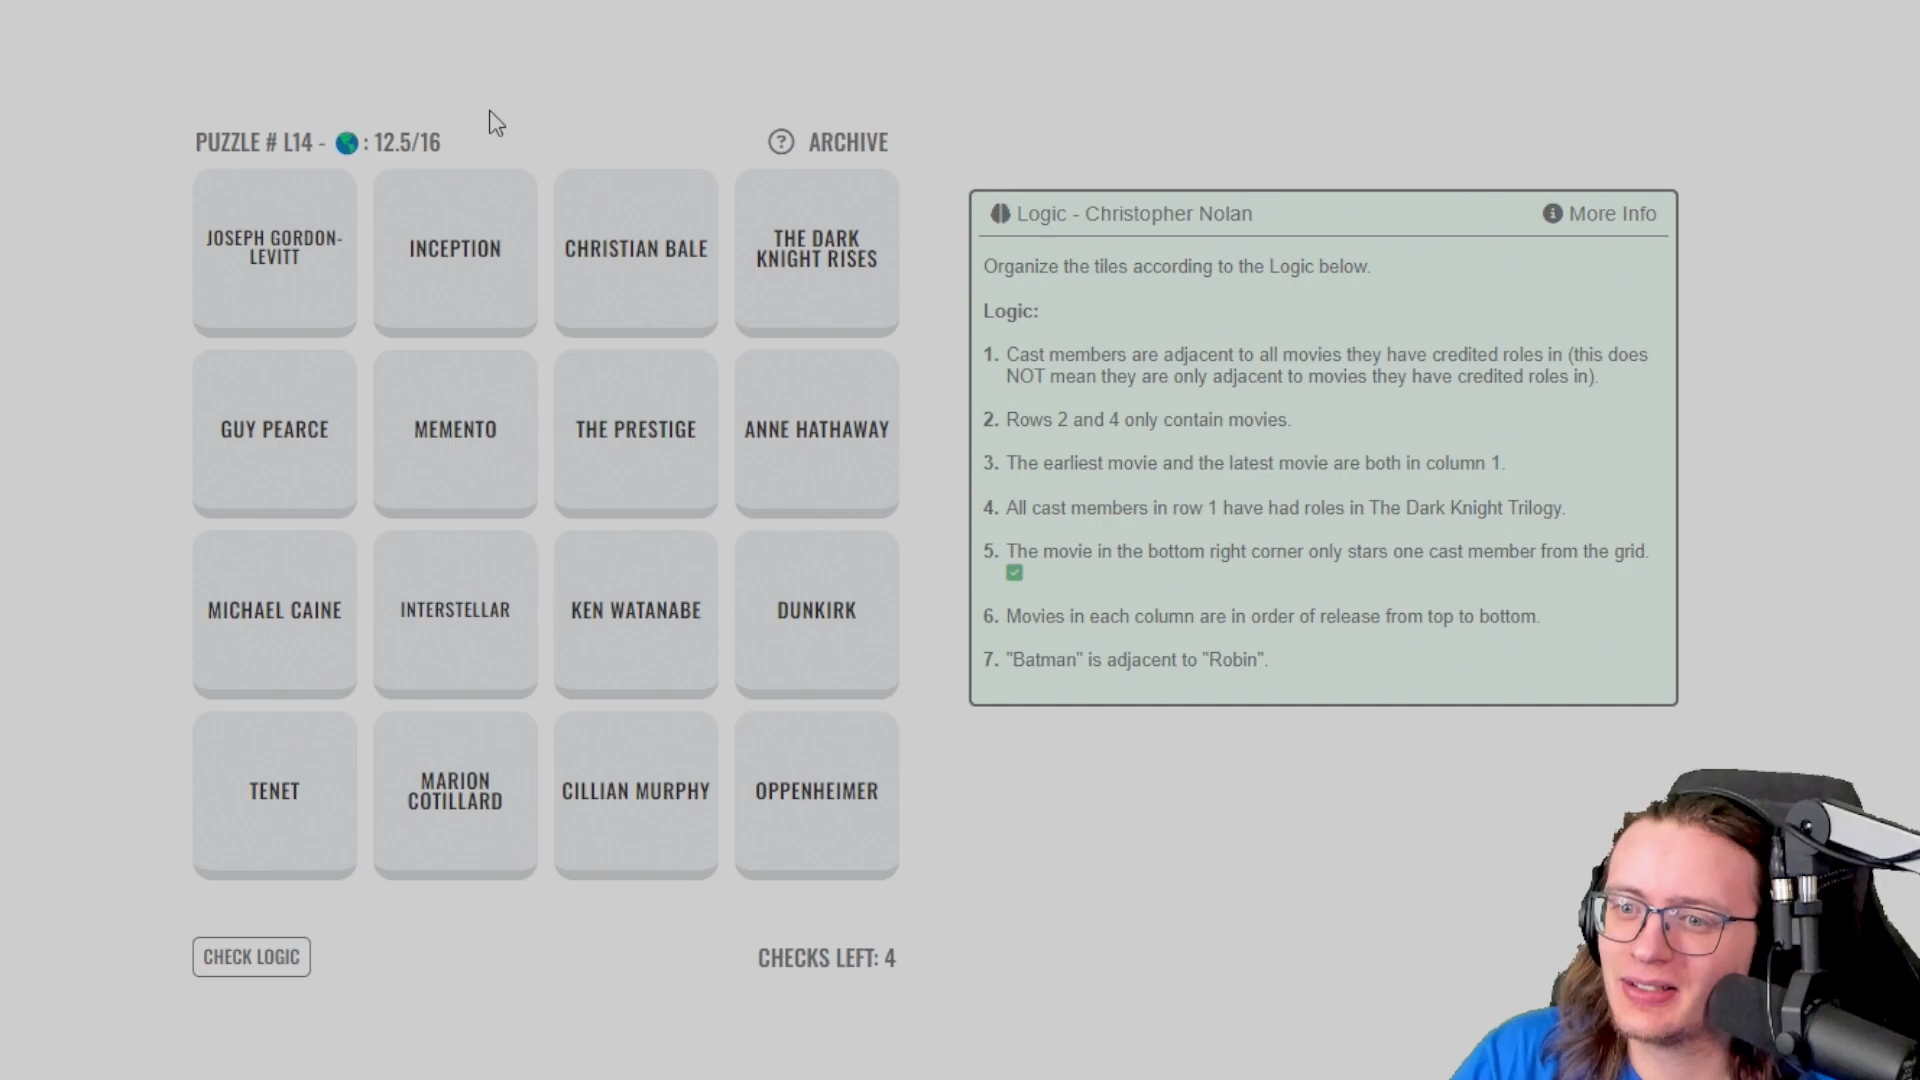 PUZZLE # L14 - : 12.5/16
? ARCHIVE
JOSEPH GORDON-
LEVITT
INCEPTION
CHRISTIAN BALE
THE DARK
KNIGHT RISES
GUY PEARCE
MEMENTO
THE PRESTIGE
ANNE HATHAWAY
MICHAEL CAINE
INTERSTELLAR
KEN WATANABE
DUNKIRK
TENET
MARION
COTILLARD
CILLIAN MURPHY
OPPENHEIMER
CHECK LOGIC
CHECKS LEFT: 4
Logic - Christopher Nolan
More Info
Organize the tiles according to the Logic below.
Logic:
1. Cast members are adjacent to all movies they have credited roles in (this does
NOT mean they are only adjacent to movies they have credited roles in).
2. Rows 2 and 4 only contain movies.
3. The earliest movie and the latest movie are both in column 1.
4. All cast members in row 1 have had roles in The Dark Knight Trilogy.
5. The movie in the bottom right corner only stars one cast member from the grid.
6. Movies in each column are in order of release from top to bottom.
7. "Batman" is adjacent to "Robin".